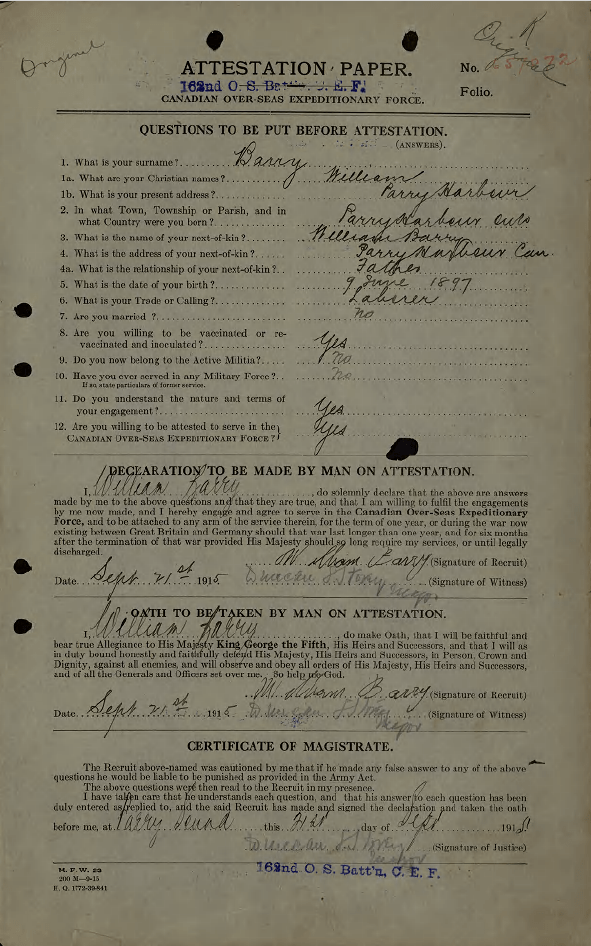 Original
Original
ATTESTATION PAPER. No.
162nd O. S. Batt'n. C. E. F. Folio.
CANADIAN OVER-SEAS EXPEDITIONARY FORCE.
QUESTIONS TO BE PUT BEFORE ATTESTATION.
(ANSWERS).
1. What is your surname? Barry
1a. What are your Christian names? William
1b. What is your present address? Parry Harbour
2. In what Town, Township or Parish, and in
what Country were you born? Parry Harbour Ont
3. What is the name of your next-of-kin? William Barry
4. What is the address of your next-of-kin? Parry Harbour Can.
4a. What is the relationship of your next-of-kin? Father
5. What is the date of your birth? 9 June 1897
6. What is your Trade or Calling? Laborer
7. Are you married ? No
8. Are you willing to be vaccinated or re-
vaccinated and inoculated? Yes
9. Do you now belong to the Active Militia? No
10. Have you ever served in any Military Force? No
If so, state particulars of former service.
11. Do you understand the nature and terms of
your engagement? Yes
12. Are you willing to be attested to serve in the
CANADIAN OVER-SEAS EXPEDITIONARY FORCE? Yes
DECLARATION TO BE MADE BY MAN ON ATTESTATION.
I, William Barry, do solemnly declare that the above are answers
made by me to the above questions and that they are true, and that I am willing to fulfil the engagements
by me now made, and I hereby engage and agree to serve in the Canadian Over-Seas Expeditionary
Force, and to be attached to any arm of the service therein, for the term of one year, or during the war now
existing between Great Britain and Germany should that war last longer than one year, and for six months
after the termination of that war provided His Majesty should so long require my services, or until legally
discharged.
William Barry (Signature of Recruit)
Date Sept 21st 1915 (Signature of Witness)
Major
OATH TO BE TAKEN BY MAN ON ATTESTATION.
I, William Barry, do make Oath, that I will be faithful and
bear true Allegiance to His Majesty King George the Fifth, His Heirs and Successors, and that I will as
in duty bound honestly and faithfully defend His Majesty, His Heirs and Successors, in Person, Crown and
Dignity, against all enemies, and will observe and obey all orders of His Majesty, His Heirs and Successors,
and of all the Generals and Officers set over me. So help me God.
William Barry (Signature of Recruit)
Date Sept 21st 1915 (Signature of Witness)
Major
CERTIFICATE OF MAGISTRATE.
The Recruit above-named was cautioned by me that if he made any false answer to any of the above
questions he would be liable to be punished as provided in the Army Act.
The above questions were then read to the Recruit in my presence.
I have taken care that he understands each question, and that his answer to each question has been
duly entered as replied to, and the said Recruit has made and signed the declaration and taken the oath
before me, at Parry Sound this 21st day of Sept 1915
(Signature of Justice)
162nd O. S. Batt'n, C. E. F.
M. F. W. 23
200 M—9-15
H. Q. 1772-39-841